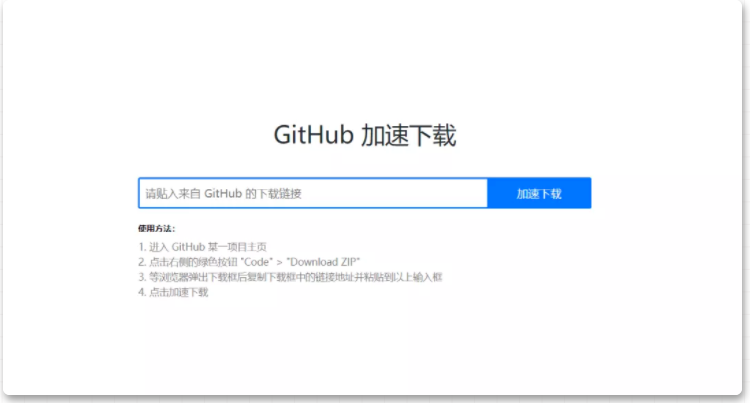 GitHub 加速下载
请贴入来自 GitHub 的下载链接
加速下载
使用方法：
1. 进入 GitHub 某一项目主页
2. 点击右侧的绿色按钮 "Code" > "Download ZIP"
3. 等浏览器弹出下载框后复制下载框中的链接地址并粘贴到以上输入框
4. 点击加速下载